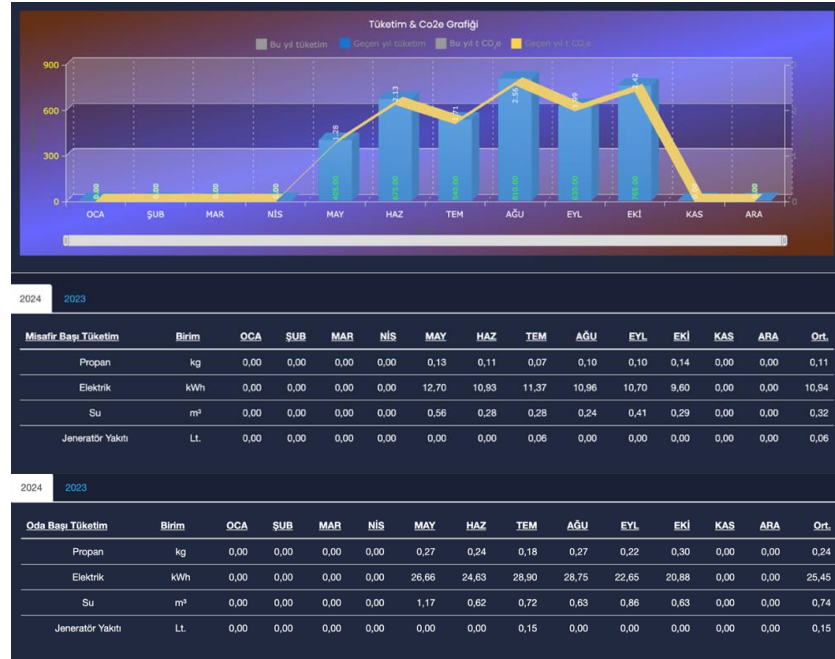 Tüketim & Co2e Grafiği
Bu yıl tüketim Geçen yıl tüketim Bu yıl t CO₂e Geçen yıl t CO₂e
900
600
300
0
0.00 0.00 0.00 0.00 1.28 2.13 1.71 2.56 2.42 0.00
675.00 540.00 810.00 765.00
OCA ŞUB MAR NİS MAY HAZ TEM AĞU EYL EKİ KAS ARA
2024 2023
Misafir Başı Tüketim Birim OCA ŞUB MAR NİS MAY HAZ TEM AĞU EYL EKİ KAS ARA Ort.
Propan kg 0,00 0,00 0,00 0,00 0,13 0,11 0,07 0,10 0,10 0,14 0,00 0,00 0,11
Elektrik kWh 0,00 0,00 0,00 0,00 12,70 10,93 11,37 10,96 10,70 9,60 0,00 0,00 10,94
Su m³ 0,00 0,00 0,00 0,00 0,56 0,28 0,28 0,24 0,41 0,29 0,00 0,00 0,32
Jeneratör Yakıtı Lt. 0,00 0,00 0,00 0,00 0,00 0,00 0,06 0,00 0,00 0,00 0,00 0,00 0,06
2024 2023
Oda Başı Tüketim Birim OCA ŞUB MAR NİS MAY HAZ TEM AĞU EYL EKİ KAS ARA Ort.
Propan kg 0,00 0,00 0,00 0,00 0,27 0,24 0,18 0,27 0,22 0,30 0,00 0,00 0,24
Elektrik kWh 0,00 0,00 0,00 0,00 26,66 24,63 28,90 28,75 22,65 20,88 0,00 0,00 25,45
Su m³ 0,00 0,00 0,00 0,00 1,17 0,62 0,72 0,63 0,86 0,63 0,00 0,00 0,74
Jeneratör Yakıtı Lt. 0,00 0,00 0,00 0,00 0,00 0,00 0,15 0,00 0,00 0,00 0,00 0,00 0,15